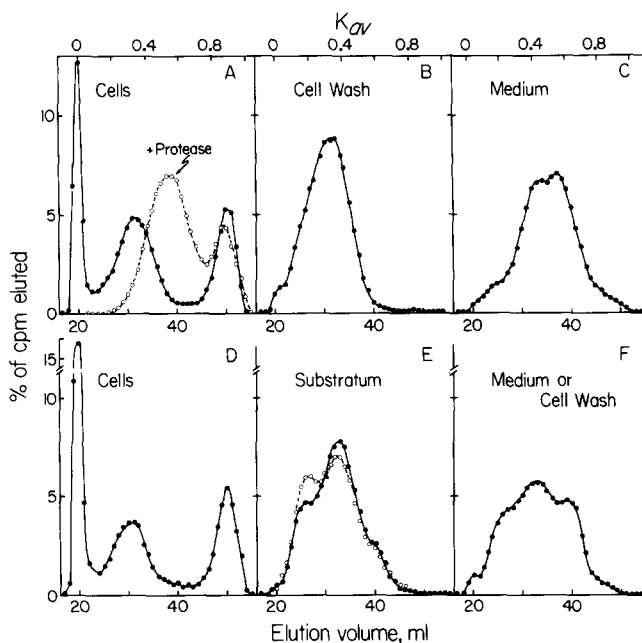 Kav
0 0.4 0.8 0 0.4 0.8 0 0.4 0.8
A B C
Cells Cell Wash Medium
+Protease
10
5
0
20 40 20 40 20 40
D E F
Cells Substratum Medium or
Cell Wash
15
10
5
0
20 40 20 40 20 40
% of cpm eluted
Elution volume, ml